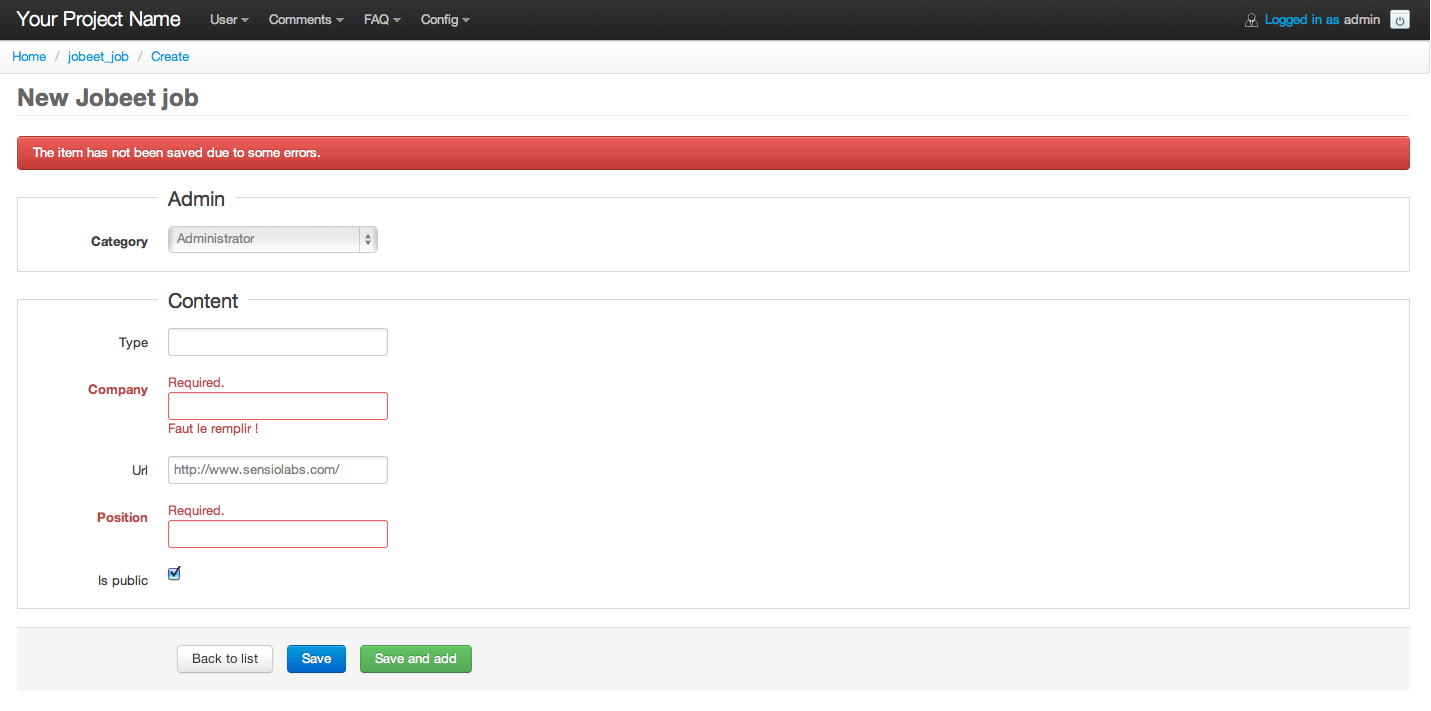 Your Project Name User Comments FAQ Config Logged in as admin
Home / jobeet_job / Create
New Jobeet job
The item has not been saved due to some errors.
Admin
Category Administrator
Content
Type
Required.
Company
Faut le remplir !
Url http://www.sensiolabs.com/
Required.
Position
Is public
Back to list Save Save and add